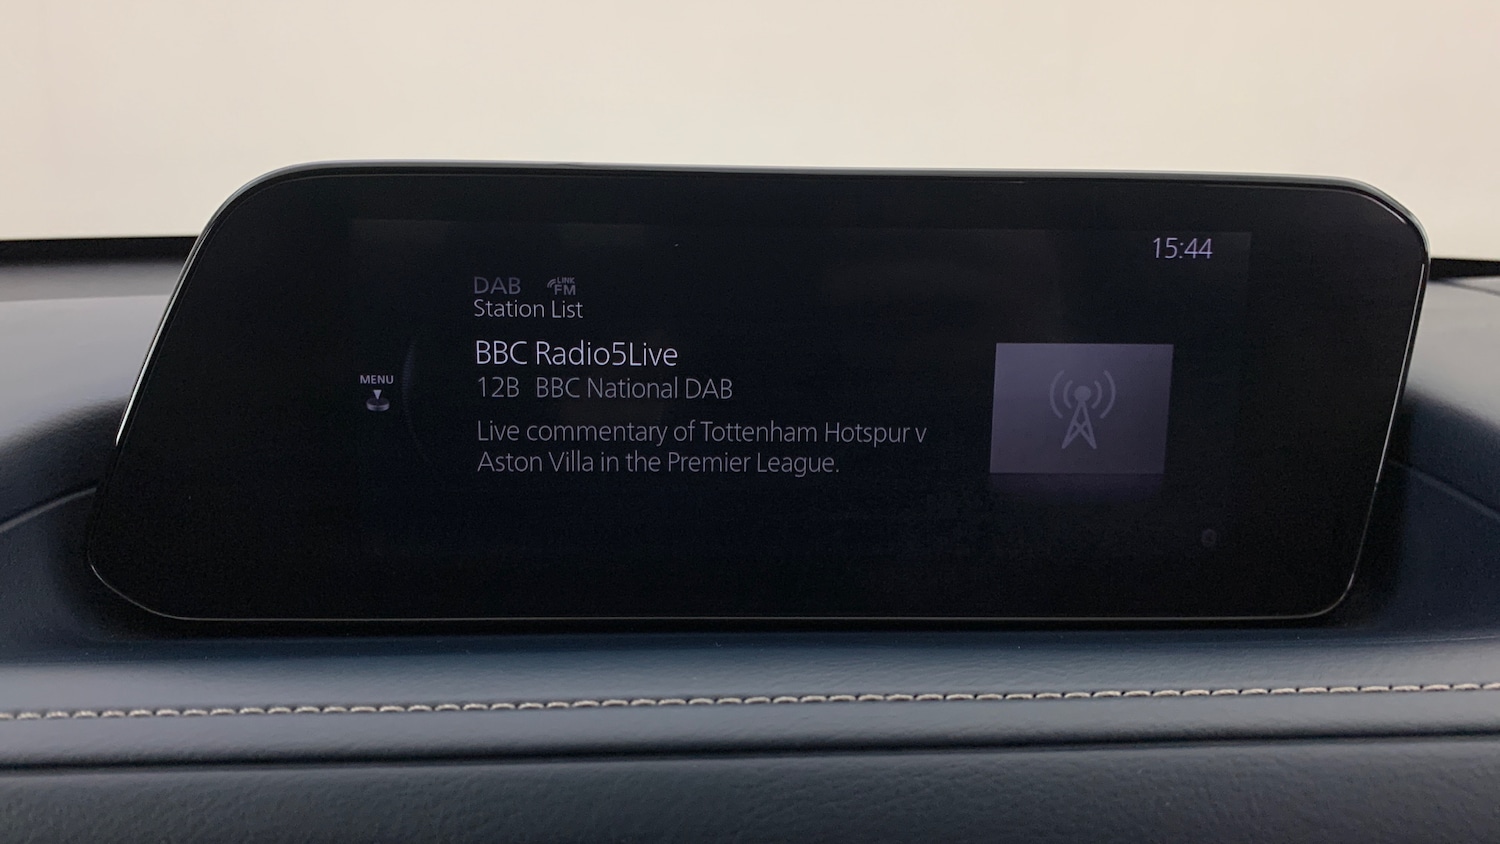 15:44
DAB LINK FM
Station List
BBC Radio5Live
12B BBC National DAB
MENU
Live commentary of Tottenham Hotspur v
Aston Villa in the Premier League.